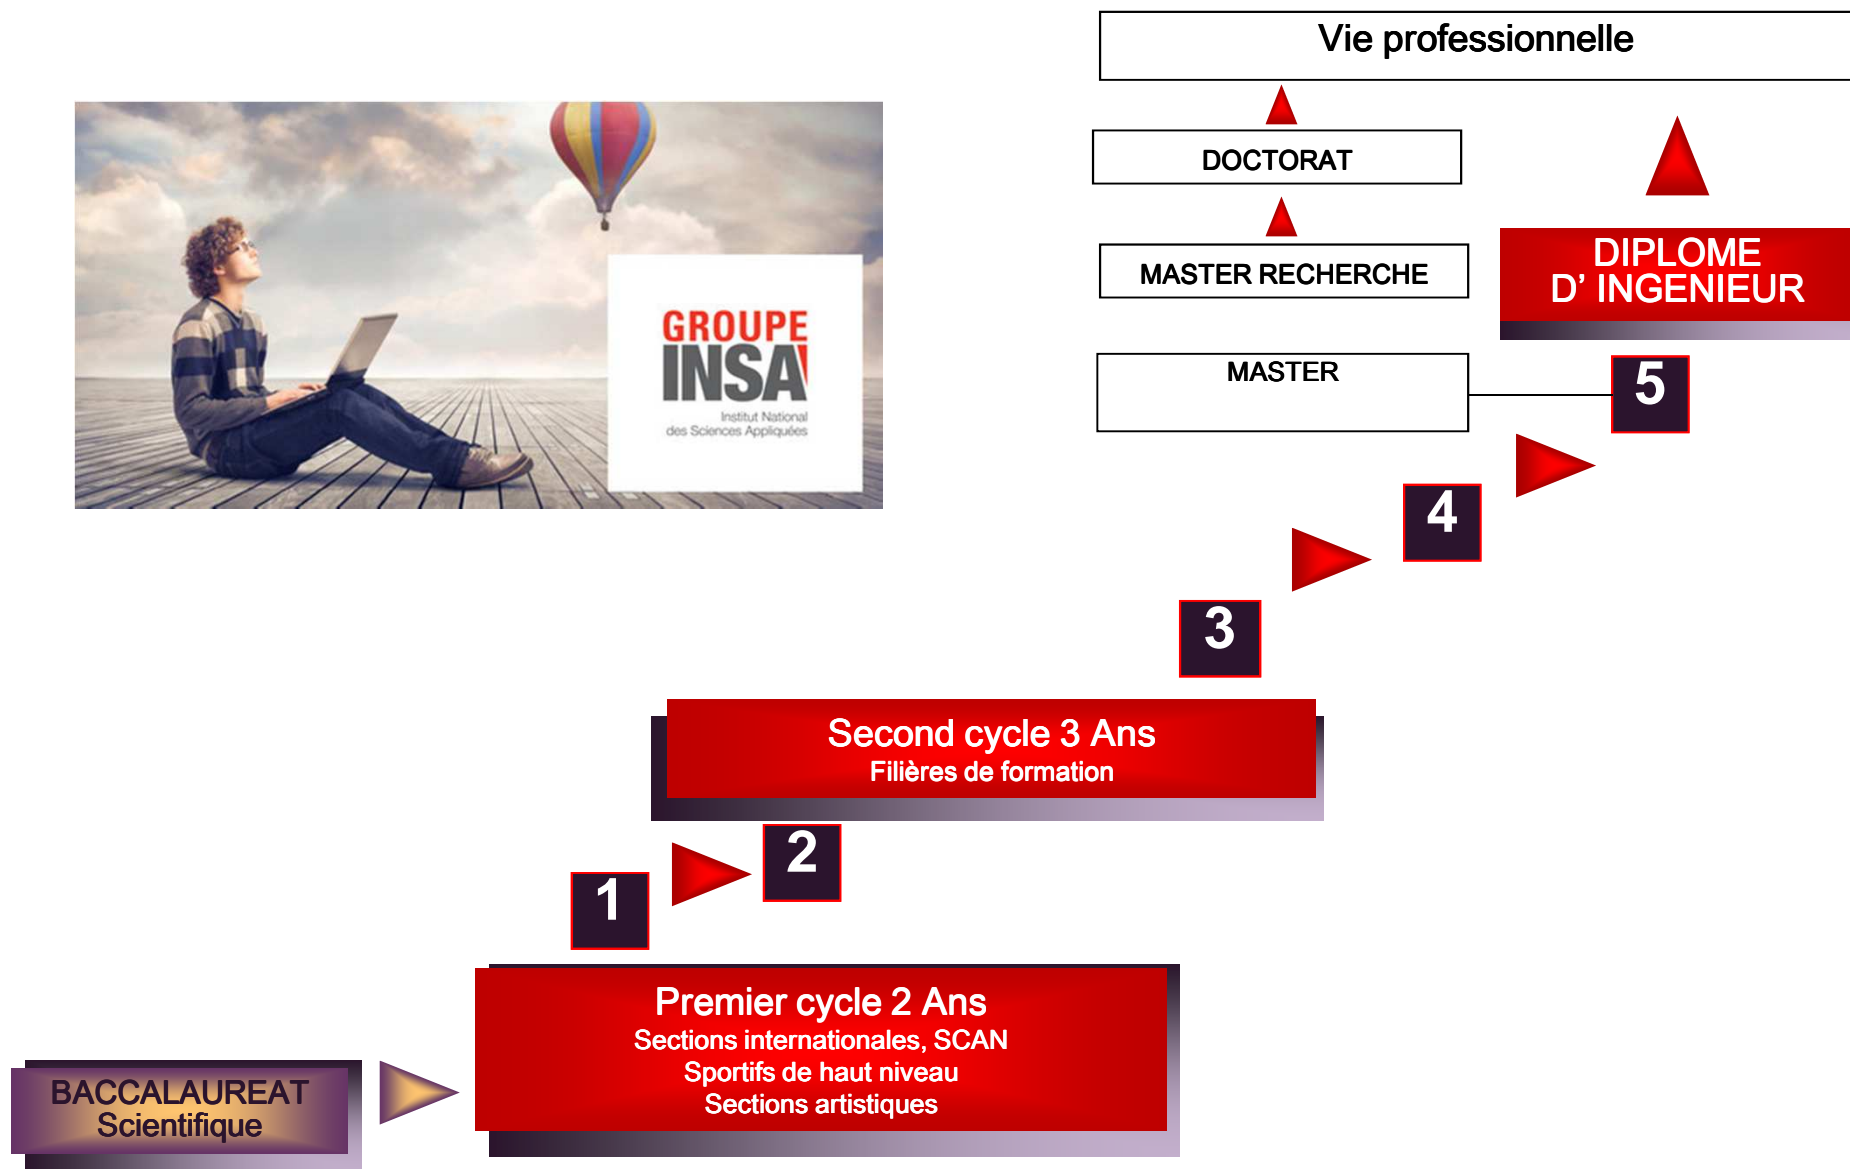 Vie professionnelle
DOCTORAT
MASTER RECHERCHE
DIPLOME
D’ INGENIEUR
GROUPE
INSA
Institut National
des Sciences Appliquées
MASTER
5
4
3
Second cycle 3 Ans
Filières de formation
2
1
Premier cycle 2 Ans
Sections internationales, SCAN
Sportifs de haut niveau
Sections artistiques
BACCALAUREAT
Scientifique